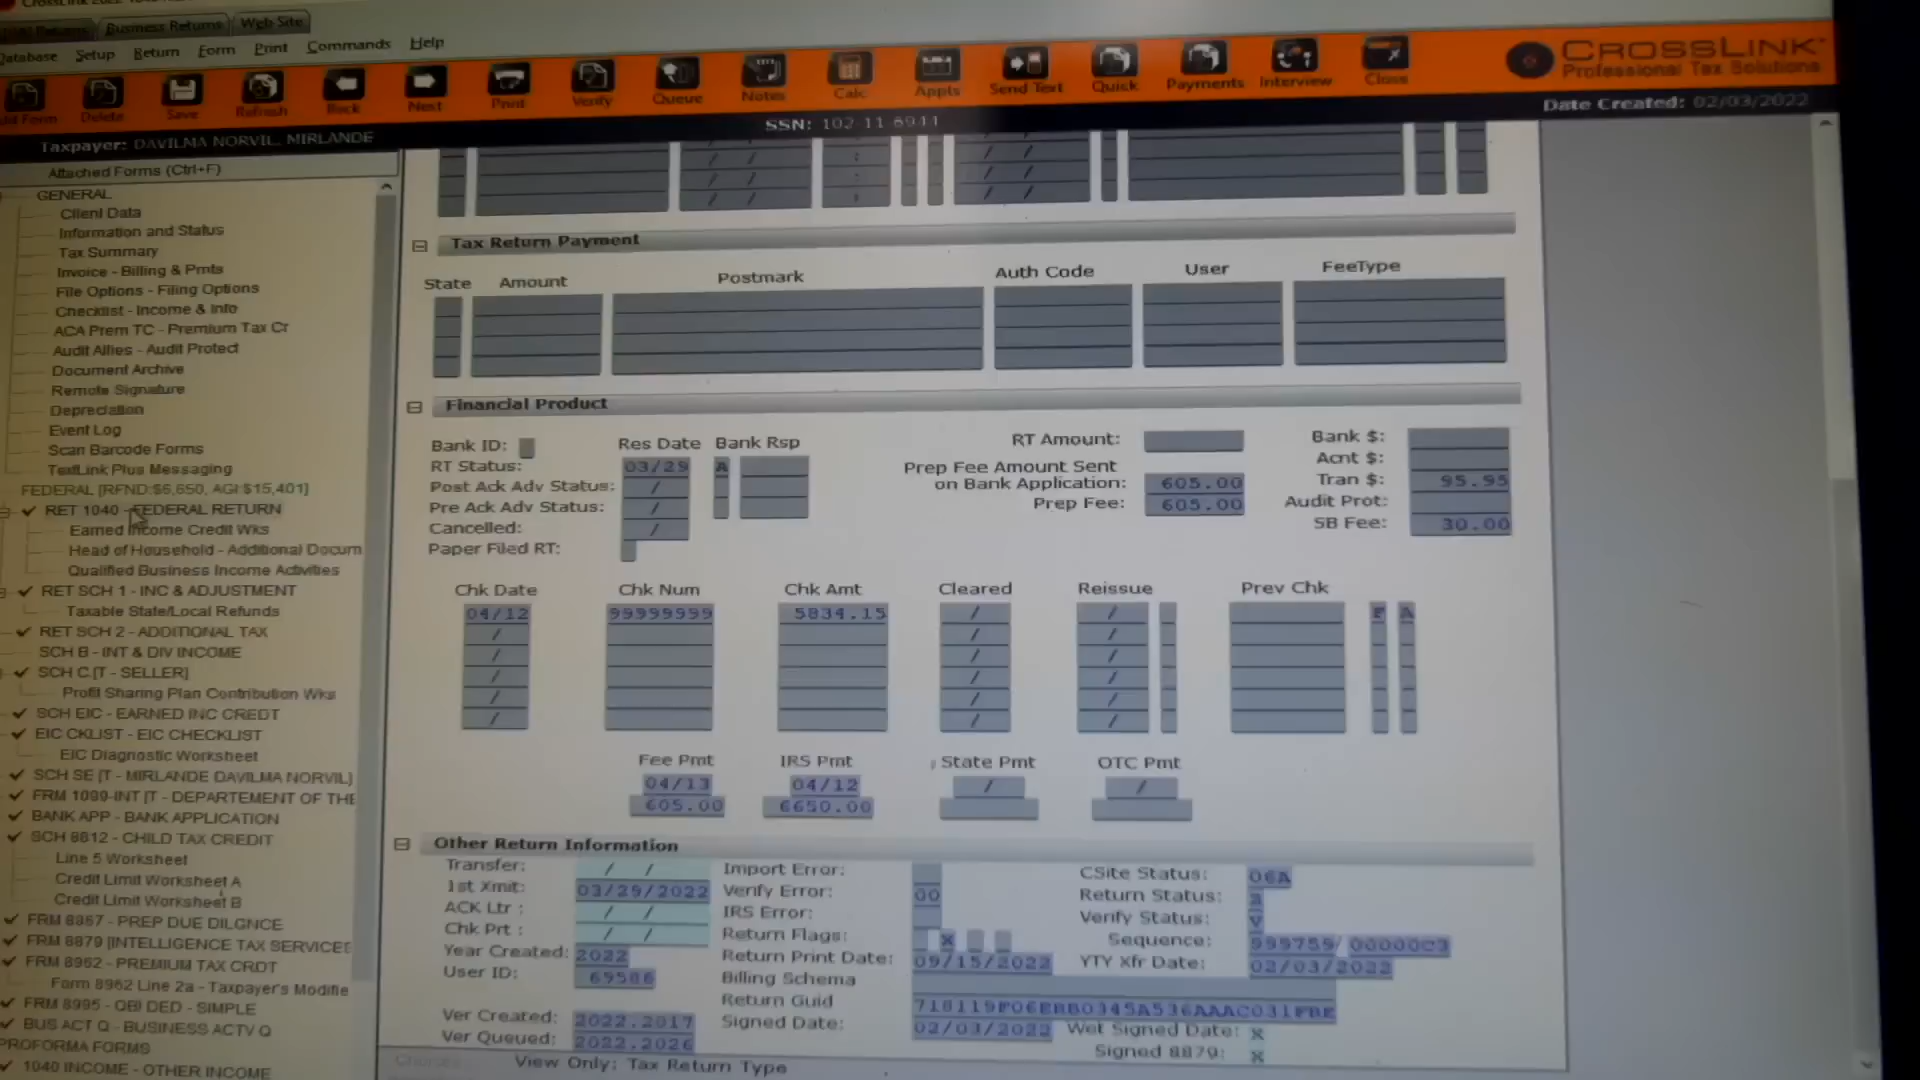 Business Returns Web Site
Database Setup Return Form Print Commands Help
Delete Save Refresh Back Next Print Verify Queue Notes Calc Appts Send Text Quick Payments Interview Close
CROSSLINK
Professional Tax Solutions
Date Created: 02/03/2022
SSN: 102-11-6941
Taxpayer: DAVILMA NORVIL, MIRLANDE
Attached Forms (Ctrl+F)
GENERAL
Client Data
Information and Status
Tax Summary
Invoice - Billing & Pmts
File Options - Filing Options
Checklist - Income & Info
ACA Prem TC - Premium Tax Cr
Audit Allies - Audit Protect
Document Archive
Remote Signature
Depreciation
Event Log
Scan Barcode Forms
TextLink Plus Messaging
FEDERAL [RFND:$6,650, AGI:$15,401]
RET 1040 - FEDERAL RETURN
Earned Income Credit Wks
Head of Household - Additional Docum
Qualified Business Income Activities
RET SCH 1 - INC & ADJUSTMENT
Taxable State/Local Refunds
RET SCH 2 - ADDITIONAL TAX
SCH B - INT & DIV INCOME
SCH C [T - SELLER]
Profit Sharing Plan Contribution Wks
SCH EIC - EARNED INC CREDT
EIC CKLIST - EIC CHECKLIST
EIC Diagnostic Worksheet
SCH SE [T - MIRLANDE DAVILMA NORVIL]
FRM 1099-INT [T - DEPARTEMENT OF THE
BANK APP - BANK APPLICATION
SCH 8812 - CHILD TAX CREDIT
Line 5 Worksheet
Credit Limit Worksheet A
Credit Limit Worksheet B
FRM 8867 - PREP DUE DILGNCE
FRM 8879 [INTELLIGENCE TAX SERVICES
FRM 8962 - PREMIUM TAX CRDT
Form 8962 Line 2a - Taxpayer's Modifie
FRM 8995 - QBI DED - SIMPLE
BUS ACT Q - BUSINESS ACTV Q
PROFORMA FORMS
1040 INCOME - OTHER INCOME
Tax Return Payment
State Amount Postmark Auth Code User FeeType
Financial Product
Bank ID: Res Date Bank Rsp RT Amount: Bank $:
RT Status: 03/29 A Prep Fee Amount Sent Acnt $:
Post Ack Adv Status: / on Bank Application: 605.00 Tran $: 95.95
Pre Ack Adv Status: / Prep Fee: 605.00 Audit Prot:
Cancelled: / SB Fee: 30.00
Paper Filed RT:
Chk Date Chk Num Chk Amt Cleared Reissue Prev Chk
04/12 99999999 5834.15 / / F A
Fee Pmt IRS Pmt State Pmt OTC Pmt
04/13 04/12 / /
605.00 6650.00
Other Return Information
Transfer: / / Import Error: CSite Status: 06A
1st Xmit: 03/29/2022 Verify Error: 00 Return Status: a
ACK Ltr : / / IRS Error: Verify Status: V
Chk Prt : / / Return Flags: X Sequence: 999759/ 00000C3
Year Created: 2022 Return Print Date: 09/15/2022 YTY Xfr Date: 02/03/2022
User ID: 69586 Billing Schema
Return Guid
Ver Created: 2022.2017 Signed Date: 02/03/2022 Wet Signed Date: X
Ver Queued: 2022.2026 Signed 8879: X
View Only: Tax Return Type